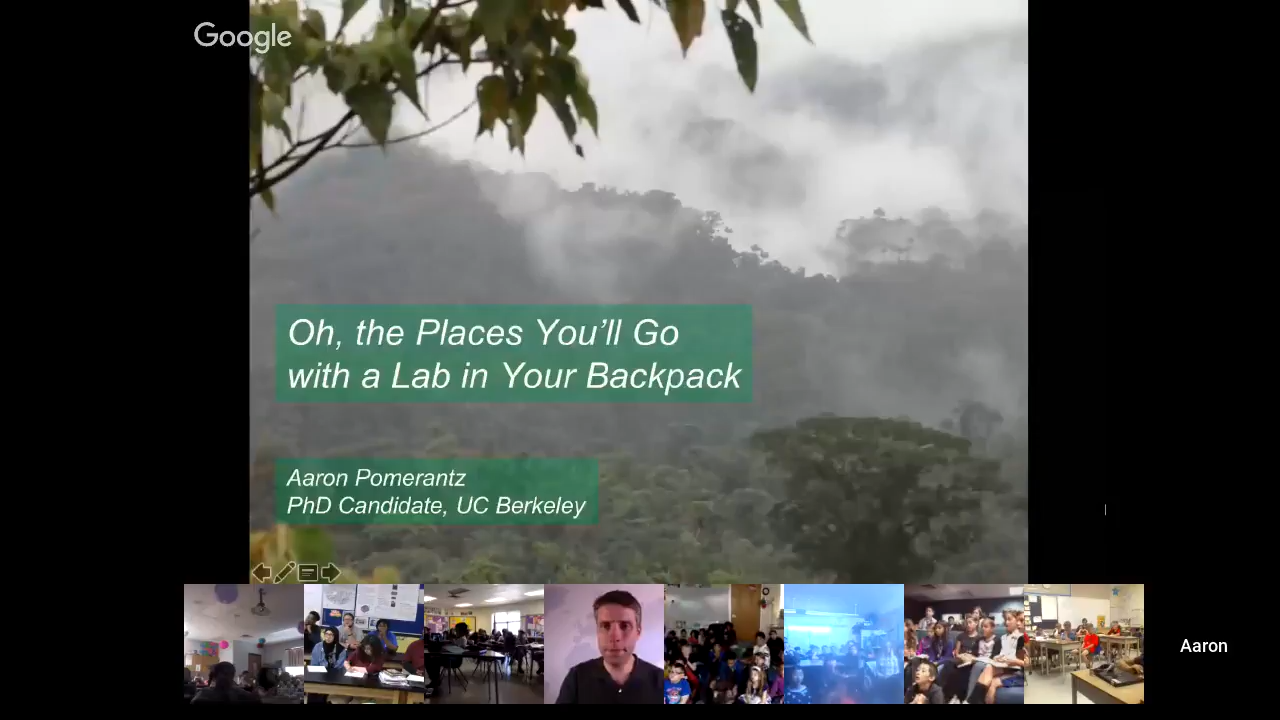 Google
Oh, the Places You'll Go
with a Lab in Your Backpack
Aaron Pomerantz
PhD Candidate, UC Berkeley
Aaron